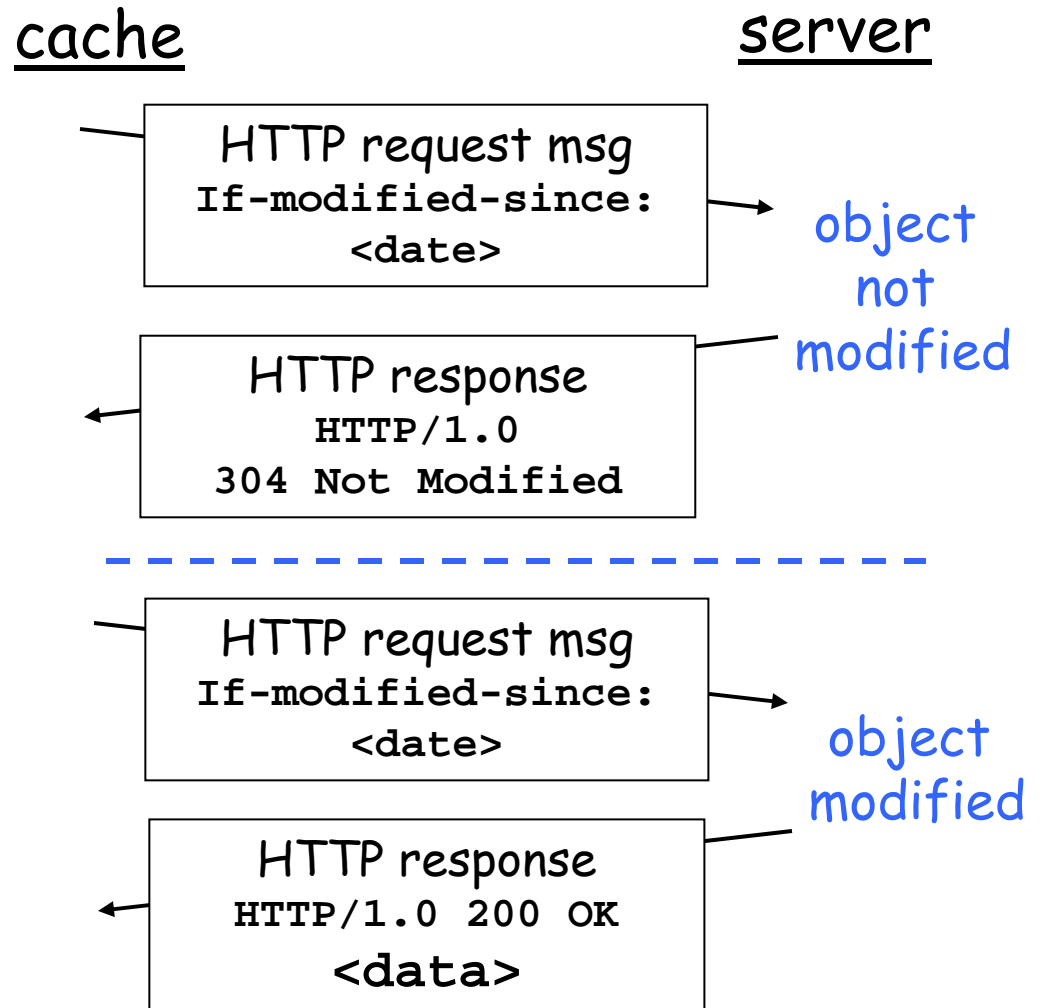 cache
server
HTTP request msg
If-modified-since:
<date>
object
not
modified
HTTP response
HTTP/1.0
304 Not Modified
HTTP request msg
If-modified-since:
<date>
object
modified
HTTP response
HTTP/1.0 200 OK
<data>